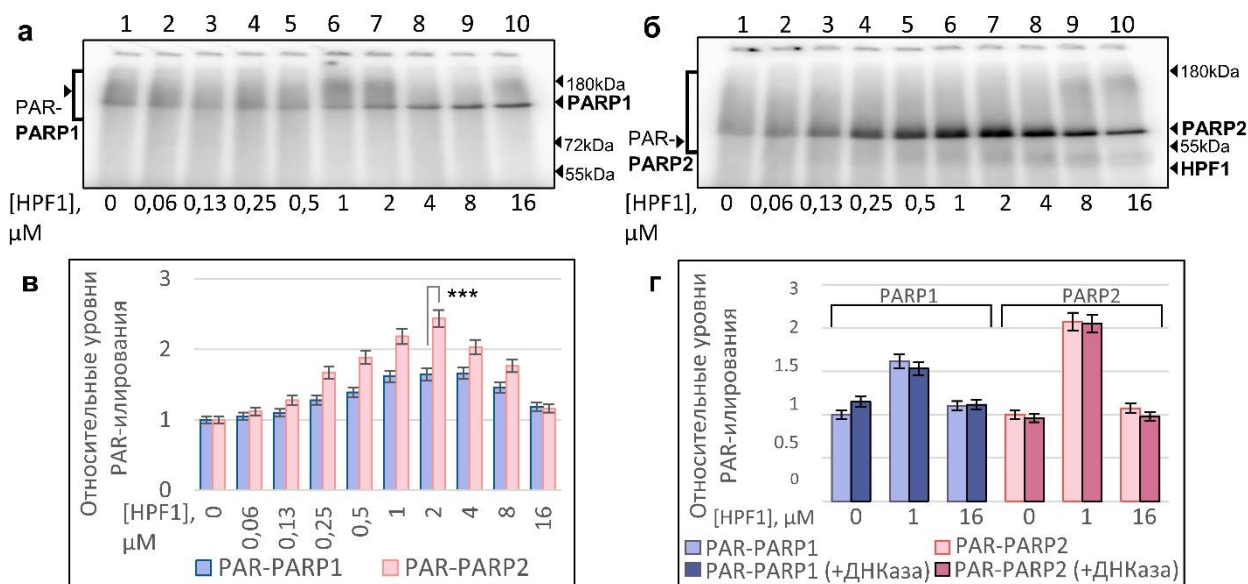 а
1 2 3 4 5 6 7 8 9 10
180kDa
PARP1
PAR-
PARP1
72kDa
55kDa
[HPF1], 0 0,06 0,13 0,25 0,5 1 2 4 8 16
µM
б
1 2 3 4 5 6 7 8 9 10
180kDa
PARP2
PAR-
PARP2
55kDa
HPF1
[HPF1], 0 0,06 0,13 0,25 0,5 1 2 4 8 16
µM
в
Относительные уровни
PAR-илирования
3
2
1
0
***
[HPF1], 0 0,06 0,13 0,25 0,5 1 2 4 8 16
µM
PAR-PARP1 PAR-PARP2
г
Относительные уровни
PAR-илирования
3
2
1,5
1
0,5
0
PARP1 PARP2
[HPF1], µM 0 1 16 0 1 16
PAR-PARP1 PAR-PARP2
PAR-PARP1 (+ДНКаза) PAR-PARP2 (+ДНКаза)